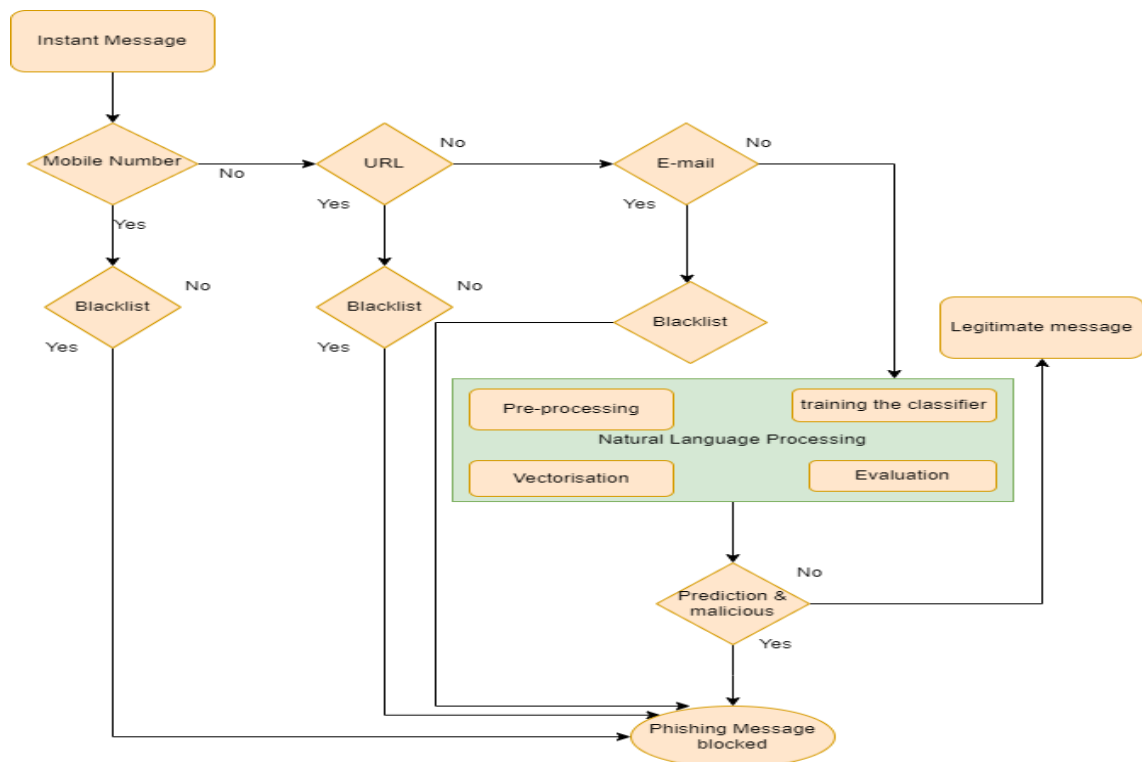 Instant Message
Mobile Number
No
URL
No
E-mail
No
Yes
Yes
Yes
Blacklist
No
Blacklist
No
Blacklist
Legitimate message
Yes
Yes
Pre-processing
training the classifier
Natural Language Processing
Vectorisation
Evaluation
Prediction &
malicious
No
Yes
Phishing Message
blocked